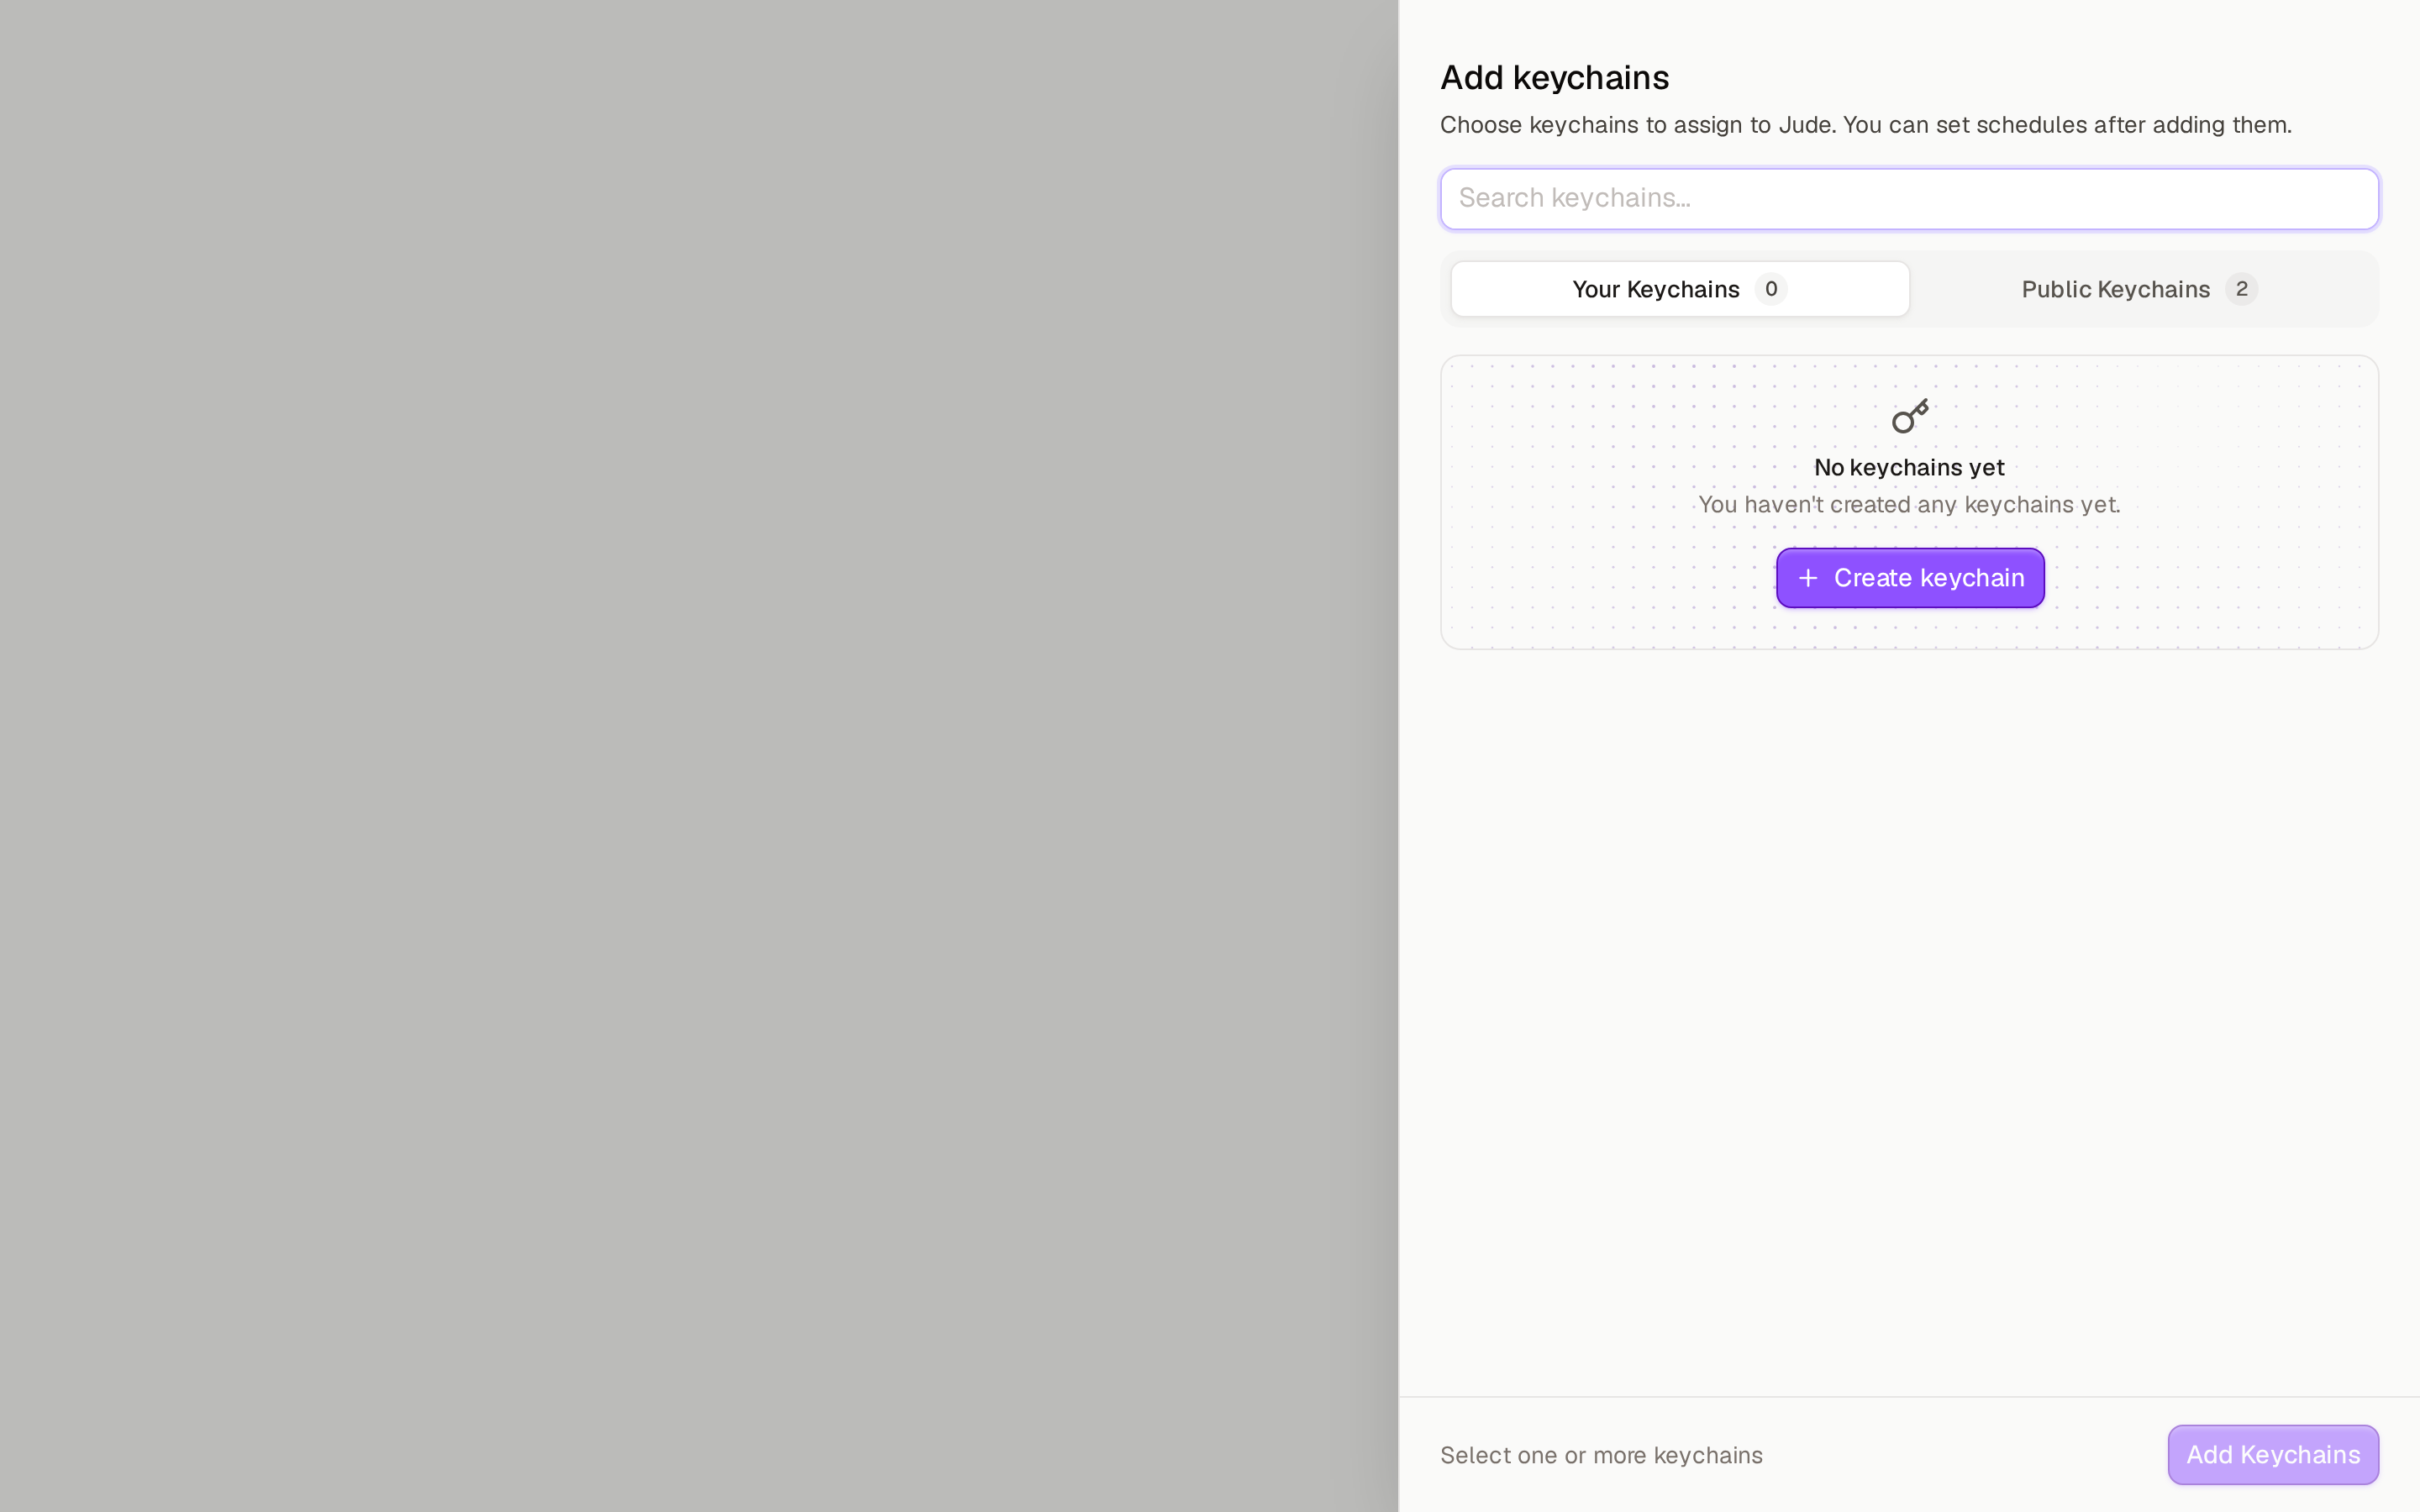 Add keychains
Choose keychains to assign to Jude. You can set schedules after adding them.
Search keychains...
Your Keychains 0
Public Keychains 2
No keychains yet
You haven't created any keychains yet.
Create keychain
Select one or more keychains
Add Keychains